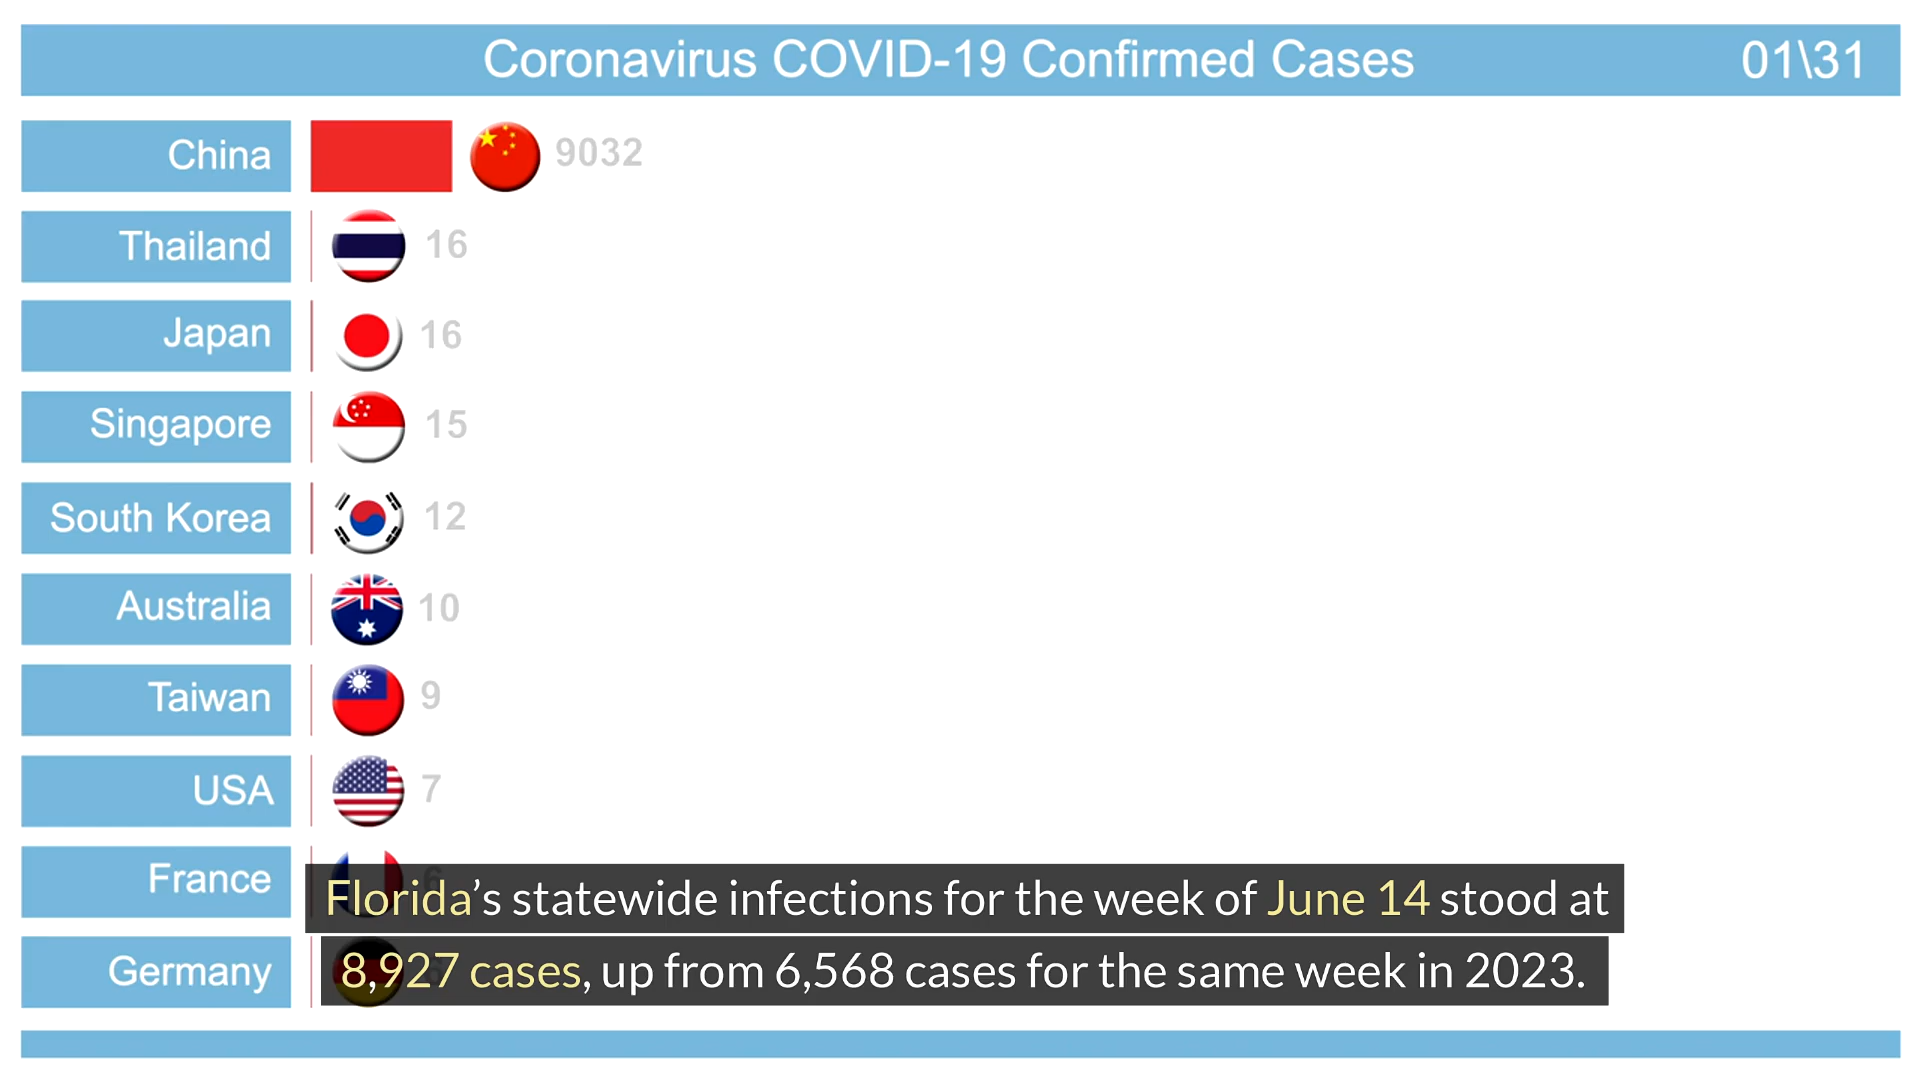 Coronavirus COVID-19 Confirmed Cases 01\31
China 9032
Thailand 16
Japan 16
Singapore 15
South Korea 12
Australia 10
Taiwan 9
USA 7
France 6
Germany
Florida’s statewide infections for the week of June 14 stood at
8,927 cases, up from 6,568 cases for the same week in 2023.